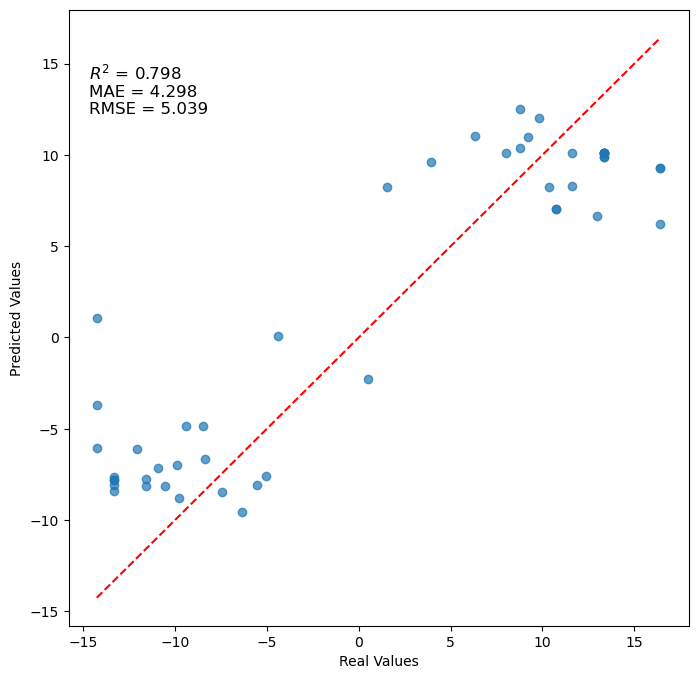 R² = 0.798
MAE = 4.298
RMSE = 5.039
15
10
5
0
−5
−10
−15
Predicted Values
−15 −10 −5 0 5 10 15
Real Values